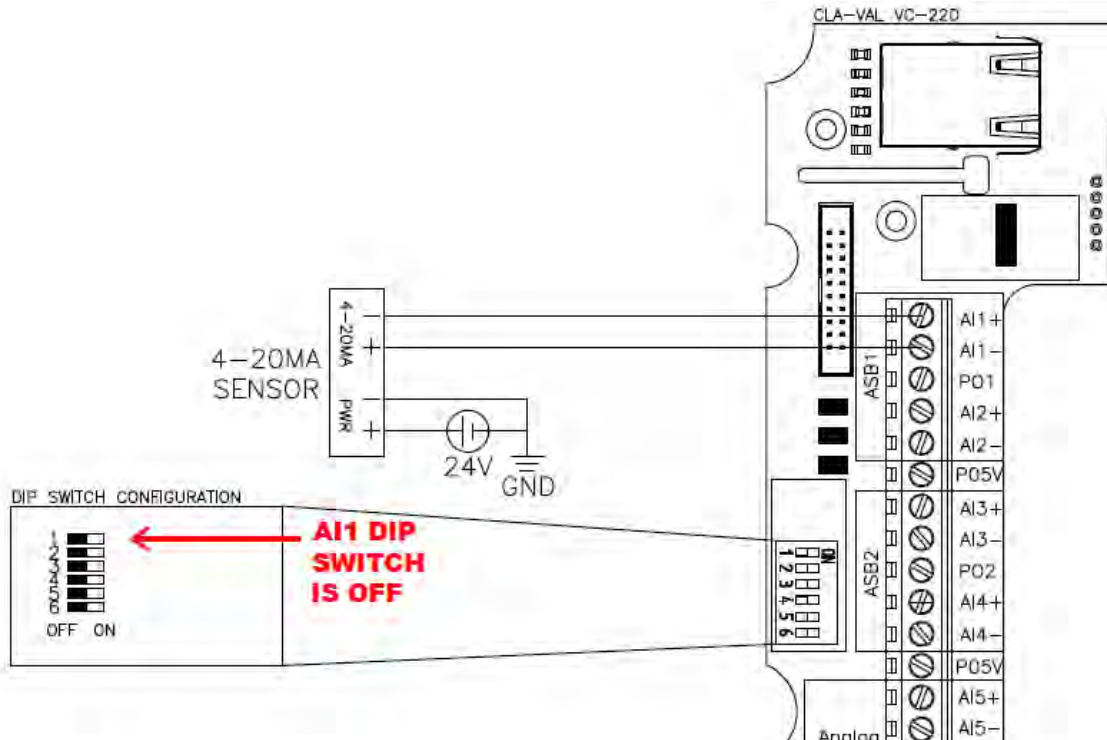 CLA-VAL VC-22D
4-20MA
SENSOR
4-20MA
- +
PWR
- +
24V
GND
ASB1
AI1+
AI1-
PO1
AI2+
AI2-
PO5V
ASB2
AI3+
AI3-
PO2
AI4+
AI4-
PO5V
AI5+
AI5-
Analog
DIP SWITCH CONFIGURATION
1
2
3
4
5
6
OFF ON
AI1 DIP
SWITCH
IS OFF
ON
1
2
3
4
5
6